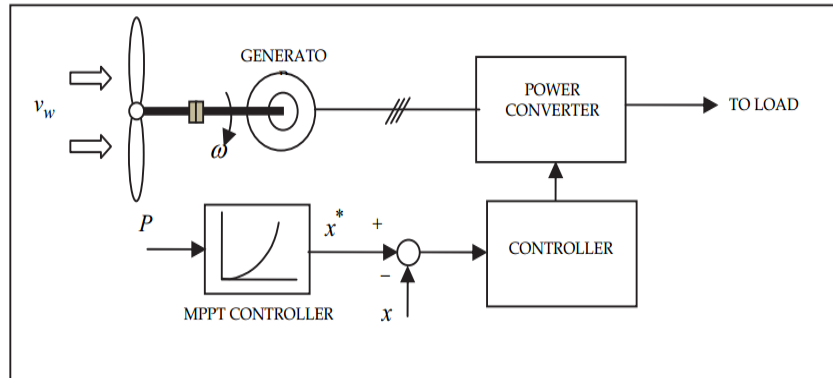 GENERATO
v_w
ω
POWER
CONVERTER
TO LOAD
P
x*
+
−
x
MPPT CONTROLLER
CONTROLLER